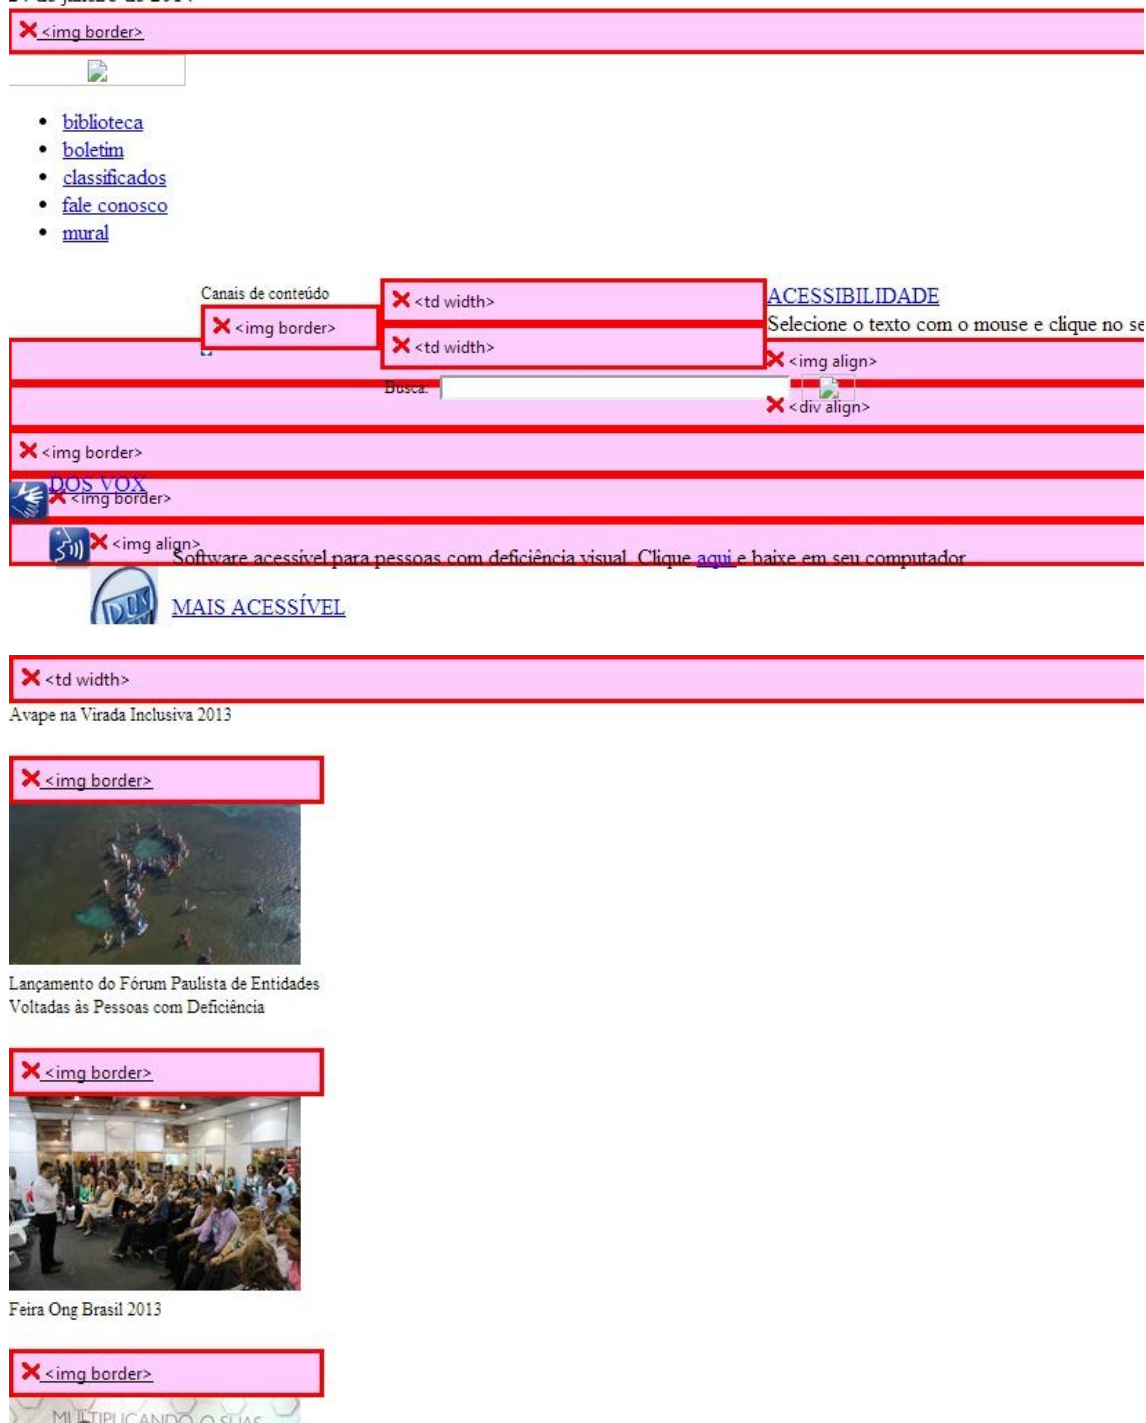 <img border>
biblioteca
boletim
classificados
fale conosco
mural
Canais de conteúdo
<img border>
<td width>
<td width>
ACESSIBILIDADE
Selecione o texto com o mouse e clique no se
<img align>
Busca:
<div align>
<img border>
DOS VOX
<img border>
<img align>
Software acessível para pessoas com deficiência visual. Clique aqui e baixe em seu computador
MAIS ACESSÍVEL
<td width>
Avape na Virada Inclusiva 2013
<img border>
Lançamento do Fórum Paulista de Entidades
Voltadas às Pessoas com Deficiência
<img border>
Feira Ong Brasil 2013
<img border>
MULTIPLICANDO O SUAS